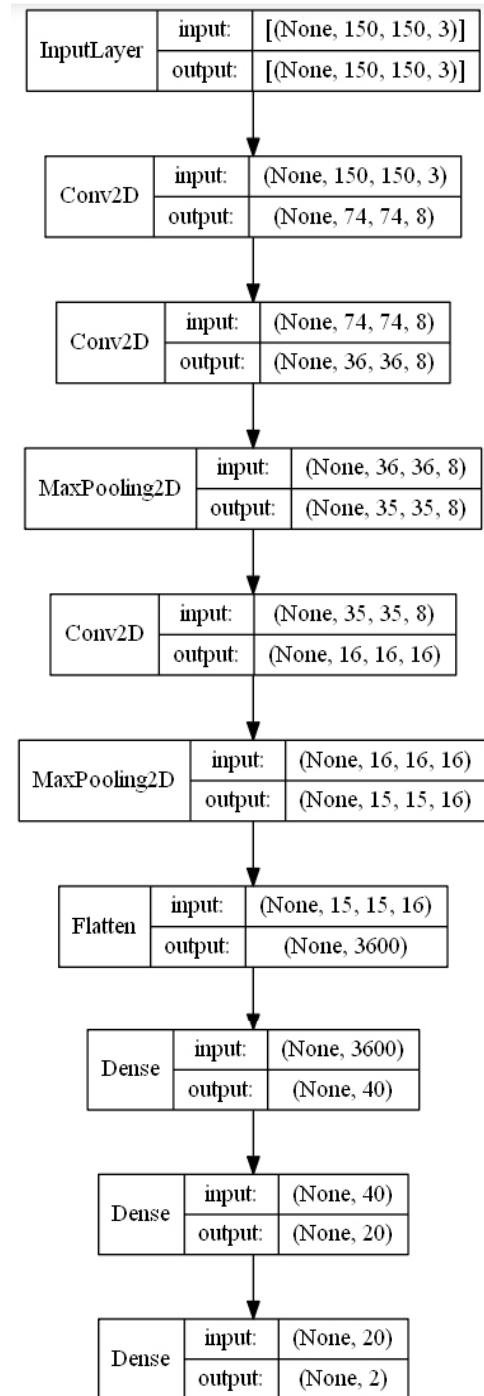 InputLayer input: [(None, 150, 150, 3)]
output: [(None, 150, 150, 3)]
Conv2D input: (None, 150, 150, 3)
output: (None, 74, 74, 8)
Conv2D input: (None, 74, 74, 8)
output: (None, 36, 36, 8)
MaxPooling2D input: (None, 36, 36, 8)
output: (None, 35, 35, 8)
Conv2D input: (None, 35, 35, 8)
output: (None, 16, 16, 16)
MaxPooling2D input: (None, 16, 16, 16)
output: (None, 15, 15, 16)
Flatten input: (None, 15, 15, 16)
output: (None, 3600)
Dense input: (None, 3600)
output: (None, 40)
Dense input: (None, 40)
output: (None, 20)
Dense input: (None, 20)
output: (None, 2)